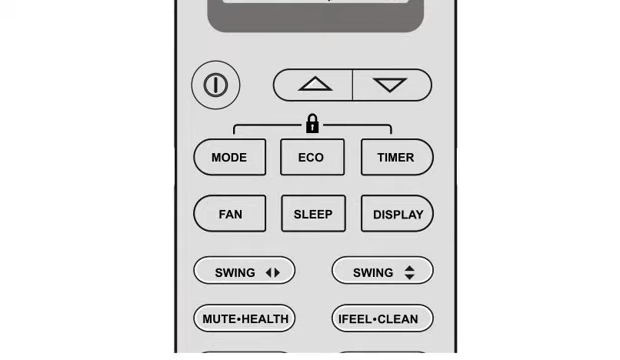 MODE ECO TIMER
FAN SLEEP DISPLAY
SWING SWING
MUTE•HEALTH IFEEL•CLEAN